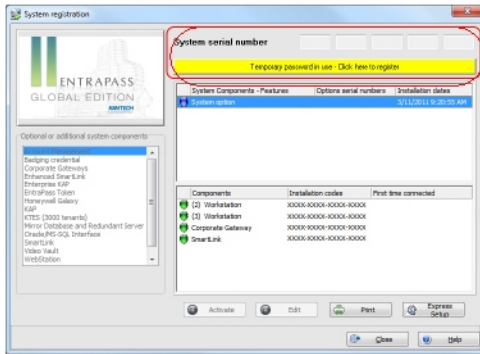 System registration
System serial number
Temporary password in use - Click here to register
ENTRAPASS
GLOBAL EDITION
KANTECH
System Components - Features Options serial numbers Installation dates
System option 3/11/2011 9:20:55 AM
Optional or additional system components
Badging credential
Corporate Gateways
Enhanced SmartLink
Enterprise KAP
EntraPass Token
Honeywell Galaxy
KAP
KTES (3000 tenants)
Mirror Database and Redundant Server
Oracle/MS-SQL Interface
SmartLink
Video Vault
WebStation
Components Installation codes First time connected
(2) Workstation XXXX-XXXX-XXXX-XXXX
(3) Workstation XXXX-XXXX-XXXX-XXXX
Corporate Gateway XXXX-XXXX-XXXX-XXXX
SmartLink XXXX-XXXX-XXXX-XXXX
Activate Edit Print Express Setup
Close Help